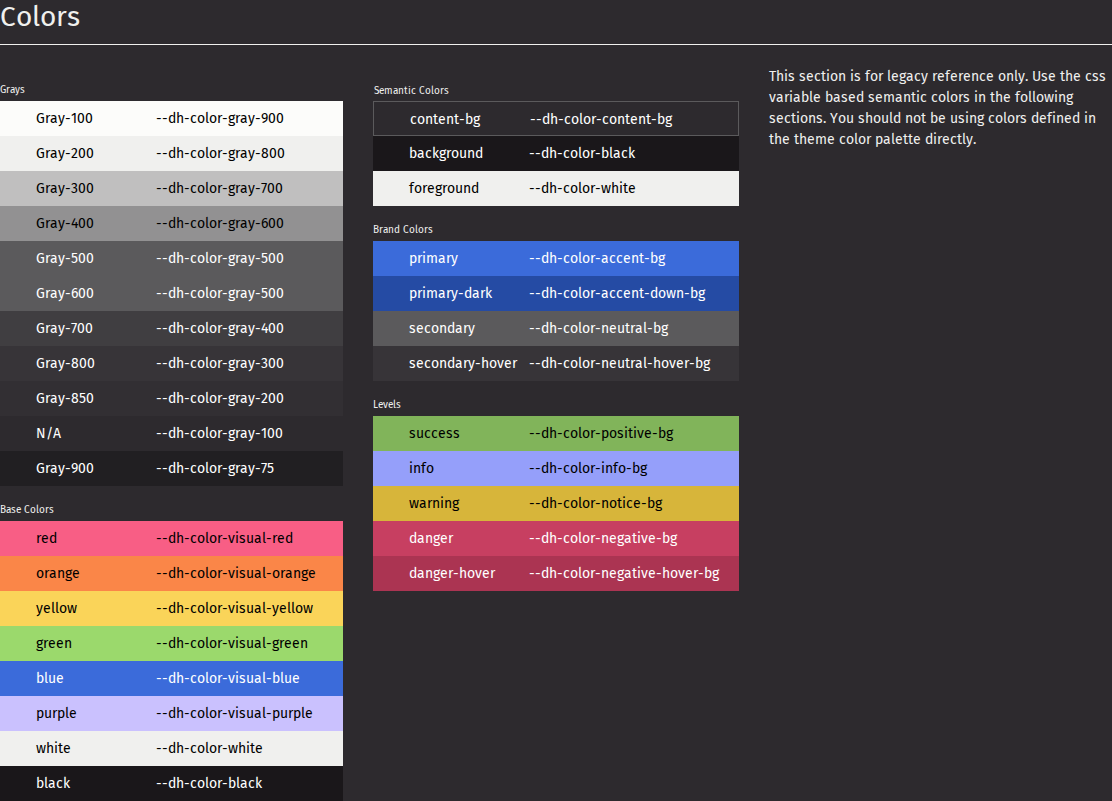 Colors
Grays
Gray-100 --dh-color-gray-900
Gray-200 --dh-color-gray-800
Gray-300 --dh-color-gray-700
Gray-400 --dh-color-gray-600
Gray-500 --dh-color-gray-500
Gray-600 --dh-color-gray-500
Gray-700 --dh-color-gray-400
Gray-800 --dh-color-gray-300
Gray-850 --dh-color-gray-200
N/A --dh-color-gray-100
Gray-900 --dh-color-gray-75
Base Colors
red --dh-color-visual-red
orange --dh-color-visual-orange
yellow --dh-color-visual-yellow
green --dh-color-visual-green
blue --dh-color-visual-blue
purple --dh-color-visual-purple
white --dh-color-white
black --dh-color-black
Semantic Colors
content-bg --dh-color-content-bg
background --dh-color-black
foreground --dh-color-white
Brand Colors
primary --dh-color-accent-bg
primary-dark --dh-color-accent-down-bg
secondary --dh-color-neutral-bg
secondary-hover --dh-color-neutral-hover-bg
Levels
success --dh-color-positive-bg
info --dh-color-info-bg
warning --dh-color-notice-bg
danger --dh-color-negative-bg
danger-hover --dh-color-negative-hover-bg
This section is for legacy reference only. Use the css
variable based semantic colors in the following
sections. You should not be using colors defined in
the theme color palette directly.